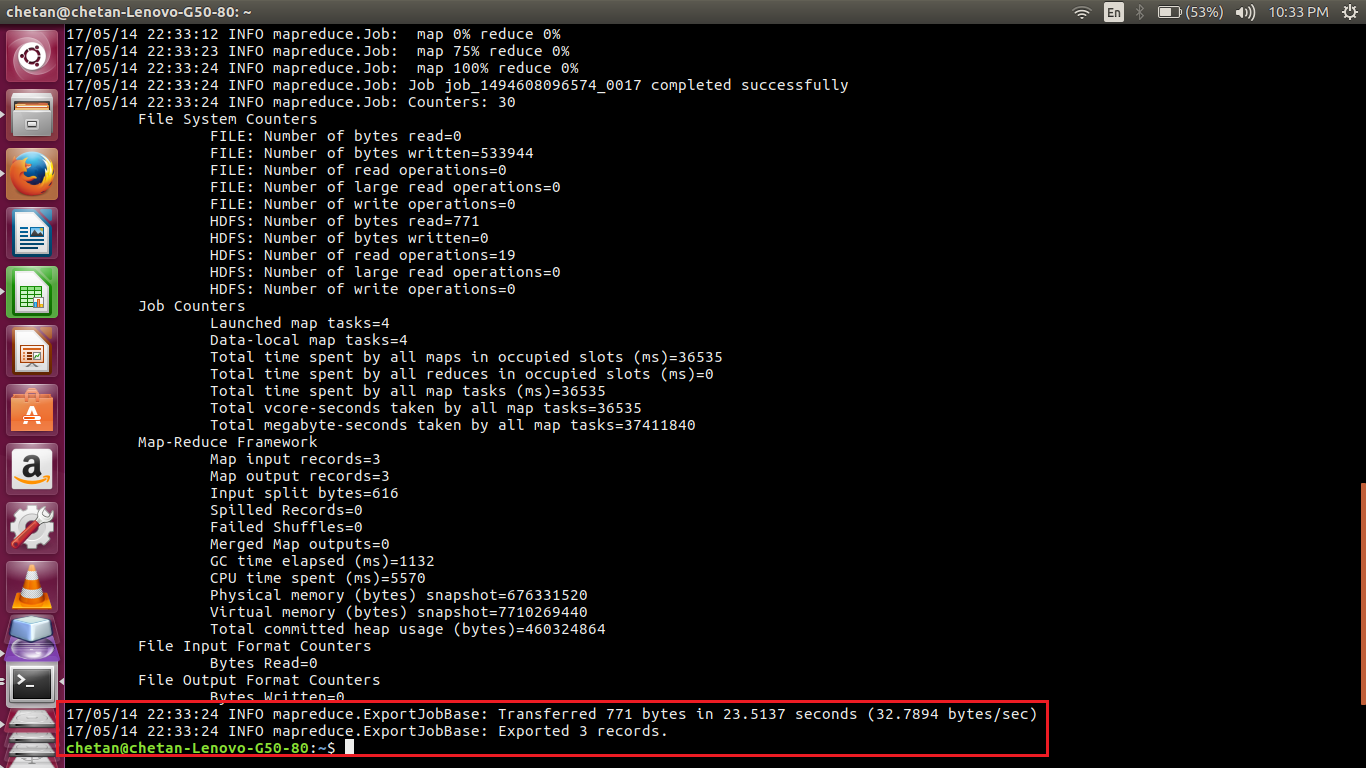 chetan@chetan-Lenovo-G50-80: ~
En (53%) 10:33 PM
17/05/14 22:33:12 INFO mapreduce.Job:  map 0% reduce 0%
17/05/14 22:33:23 INFO mapreduce.Job:  map 75% reduce 0%
17/05/14 22:33:24 INFO mapreduce.Job:  map 100% reduce 0%
17/05/14 22:33:24 INFO mapreduce.Job: Job job_1494608096574_0017 completed successfully
17/05/14 22:33:24 INFO mapreduce.Job: Counters: 30
File System Counters
FILE: Number of bytes read=0
FILE: Number of bytes written=533944
FILE: Number of read operations=0
FILE: Number of large read operations=0
FILE: Number of write operations=0
HDFS: Number of bytes read=771
HDFS: Number of bytes written=0
HDFS: Number of read operations=19
HDFS: Number of large read operations=0
HDFS: Number of write operations=0
Job Counters
Launched map tasks=4
Data-local map tasks=4
Total time spent by all maps in occupied slots (ms)=36535
Total time spent by all reduces in occupied slots (ms)=0
Total time spent by all map tasks (ms)=36535
Total vcore-seconds taken by all map tasks=36535
Total megabyte-seconds taken by all map tasks=37411840
Map-Reduce Framework
Map input records=3
Map output records=3
Input split bytes=616
Spilled Records=0
Failed Shuffles=0
Merged Map outputs=0
GC time elapsed (ms)=1132
CPU time spent (ms)=5570
Physical memory (bytes) snapshot=676331520
Virtual memory (bytes) snapshot=7710269440
Total committed heap usage (bytes)=460324864
File Input Format Counters
Bytes Read=0
File Output Format Counters
Bytes Written=0
17/05/14 22:33:24 INFO mapreduce.ExportJobBase: Transferred 771 bytes in 23.5137 seconds (32.7894 bytes/sec)
17/05/14 22:33:24 INFO mapreduce.ExportJobBase: Exported 3 records.
chetan@chetan-Lenovo-G50-80:~$